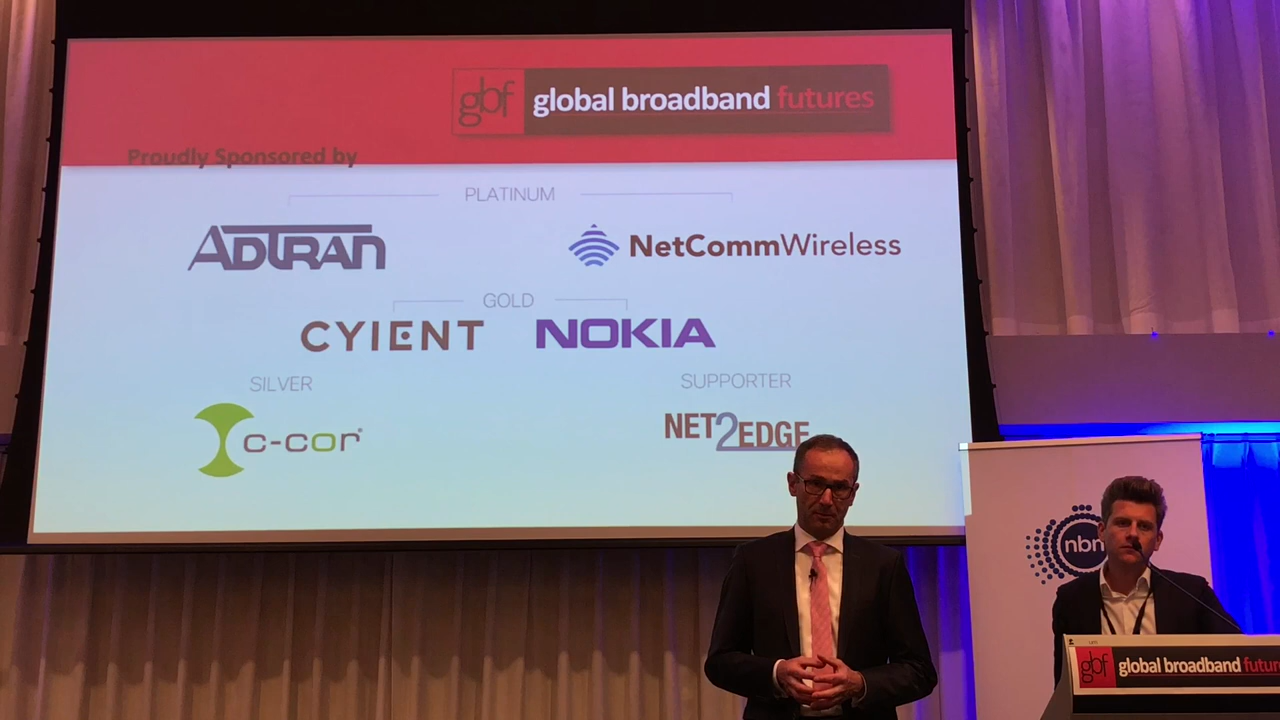 gbf global broadband futures
Proudly Sponsored by
PLATINUM
ADTRAN
NetCommWireless
GOLD
CYIENT
NOKIA
SILVER
SUPPORTER
c-cor®
NET2EDGE
nbn
gbf global broadband futures